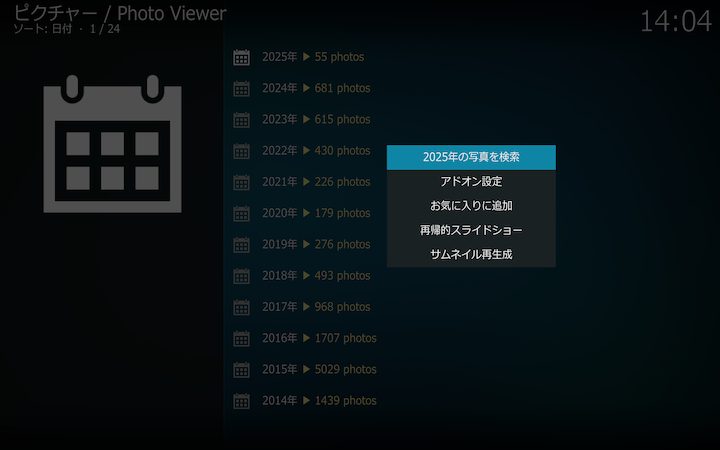 ピクチャー / Photo Viewer
ソート: 日付 ・ 1 / 24
14:04
2025年 ▶ 55 photos
2024年 ▶ 681 photos
2023年 ▶ 615 photos
2022年 ▶ 430 photos
2021年 ▶ 226 photos
2020年 ▶ 179 photos
2019年 ▶ 276 photos
2018年 ▶ 493 photos
2017年 ▶ 968 photos
2016年 ▶ 1707 photos
2015年 ▶ 5029 photos
2014年 ▶ 1439 photos
2025年の写真を検索
アドオン設定
お気に入りに追加
再帰的スライドショー
サムネイル再生成